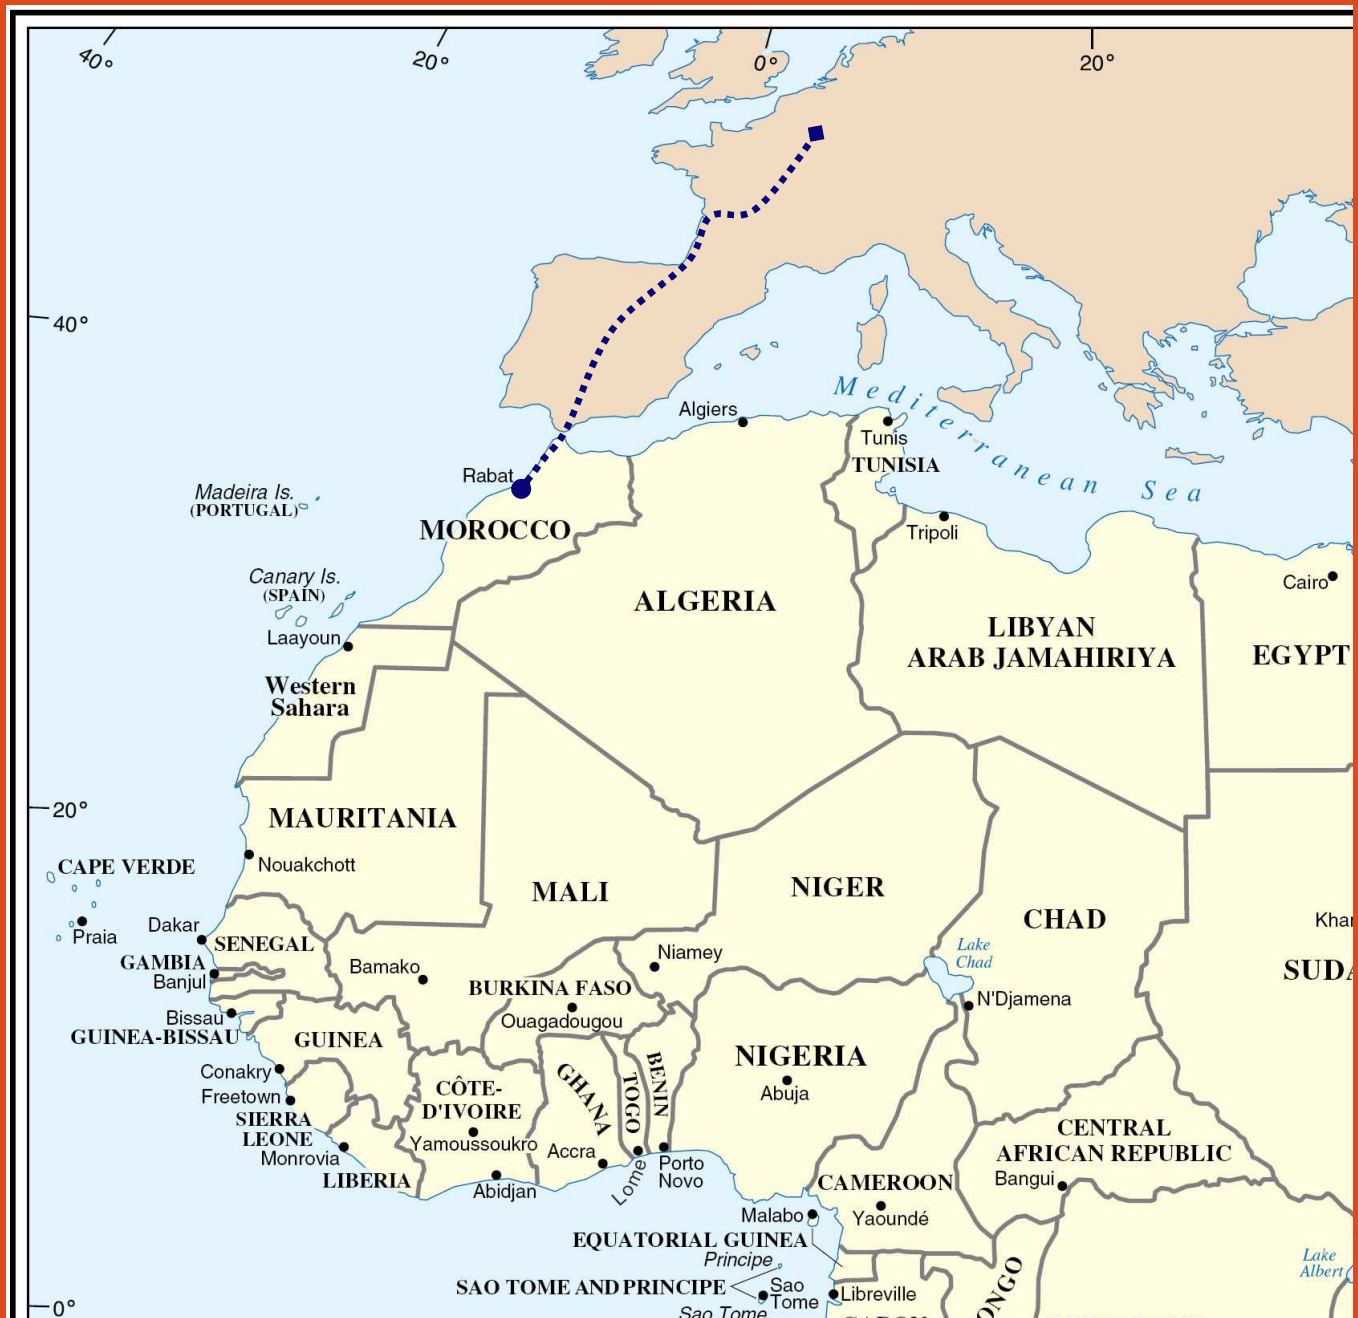 40°
20°
0°
20°
40°
Mediterranean Sea
Algiers
Tunis
TUNISIA
Rabat
Madeira Is.
(PORTUGAL)
MOROCCO
Tripoli
Canary Is.
(SPAIN)
Cairo
ALGERIA
LIBYAN
ARAB JAMAHIRIYA
EGYPT
Laayoun
Western
Sahara
20°
MAURITANIA
Nouakchott
CAPE VERDE
MALI
NIGER
CHAD
Praia
Dakar
SENEGAL
Khar
GAMBIA
Banjul
Bamako
Niamey
Lake
Chad
SUDA
BURKINA FASO
Ouagadougou
N'Djamena
Bissau
GUINEA-BISSAU
GUINEA
NIGERIA
Abuja
Conakry
Freetown
SIERRA
LEONE
Monrovia
LIBERIA
CÔTE-
D'IVOIRE
Yamoussoukro
Abidjan
GHANA
TOGO
BENIN
Accra
Lome
Porto
Novo
CENTRAL
AFRICAN REPUBLIC
Bangui
CAMEROON
Yaoundé
Malabo
EQUATORIAL GUINEA
Principe
SAO TOME AND PRINCIPE
Sao
Tome
Sao Tome
Libreville
ONGO
Lake
Albert
0°